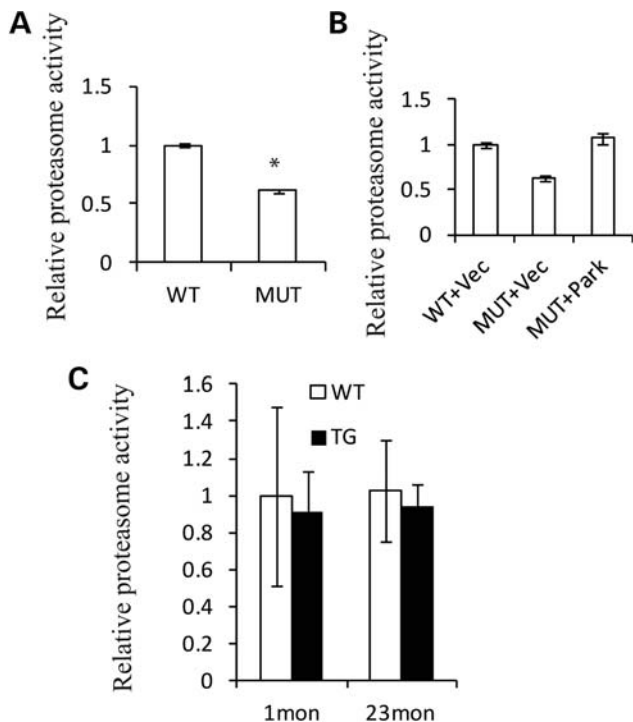 A
Relative proteasome activity
1.5
1
0.5
0
*
WT
MUT
B
Relative proteasome activity
1.5
1
0.5
0
WT+Vec
MUT+Vec
MUT+Park
C
Relative proteasome activity
1.6
1.4
1.2
1
0.8
0.6
0.4
0.2
0
WT
TG
1mon
23mon